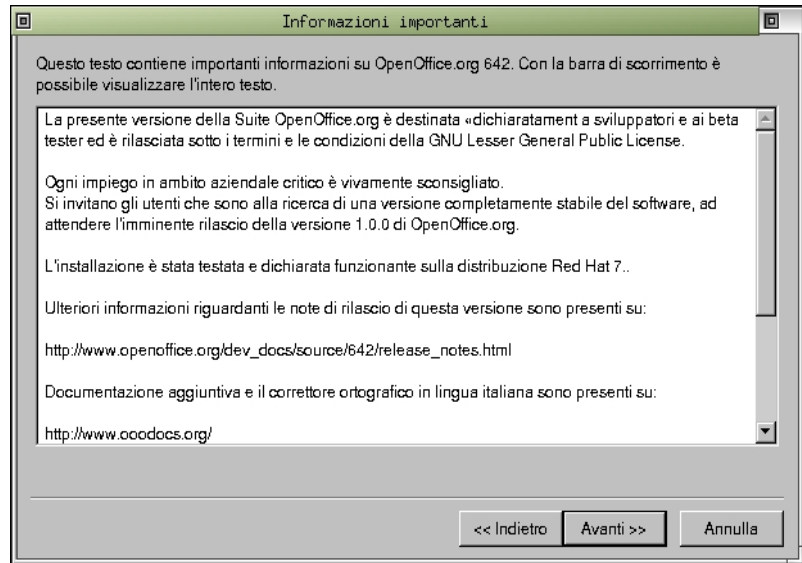 Informazioni importanti
Questo testo contiene importanti informazioni su OpenOffice.org 642. Con la barra di scorrimento è
possibile visualizzare l'intero testo.
La presente versione della Suite OpenOffice.org è destinata «dichiaratament a sviluppatori e ai beta
tester ed è rilasciata sotto i termini e le condizioni della GNU Lesser General Public License.
Ogni impiego in ambito aziendale critico è vivamente sconsigliato.
Si invitano gli utenti che sono alla ricerca di una versione completamente stabile del software, ad
attendere l'imminente rilascio della versione 1.0.0 di OpenOffice.org.
L'installazione è stata testata e dichiarata funzionante sulla distribuzione Red Hat 7..
Ulteriori informazioni riguardanti le note di rilascio di questa versione sono presenti su:
http://www.openoffice.org/dev_docs/source/642/release_notes.html
Documentazione aggiuntiva e il correttore ortografico in lingua italiana sono presenti su:
http://www.ooodocs.org/
<< Indietro Avanti >> Annulla